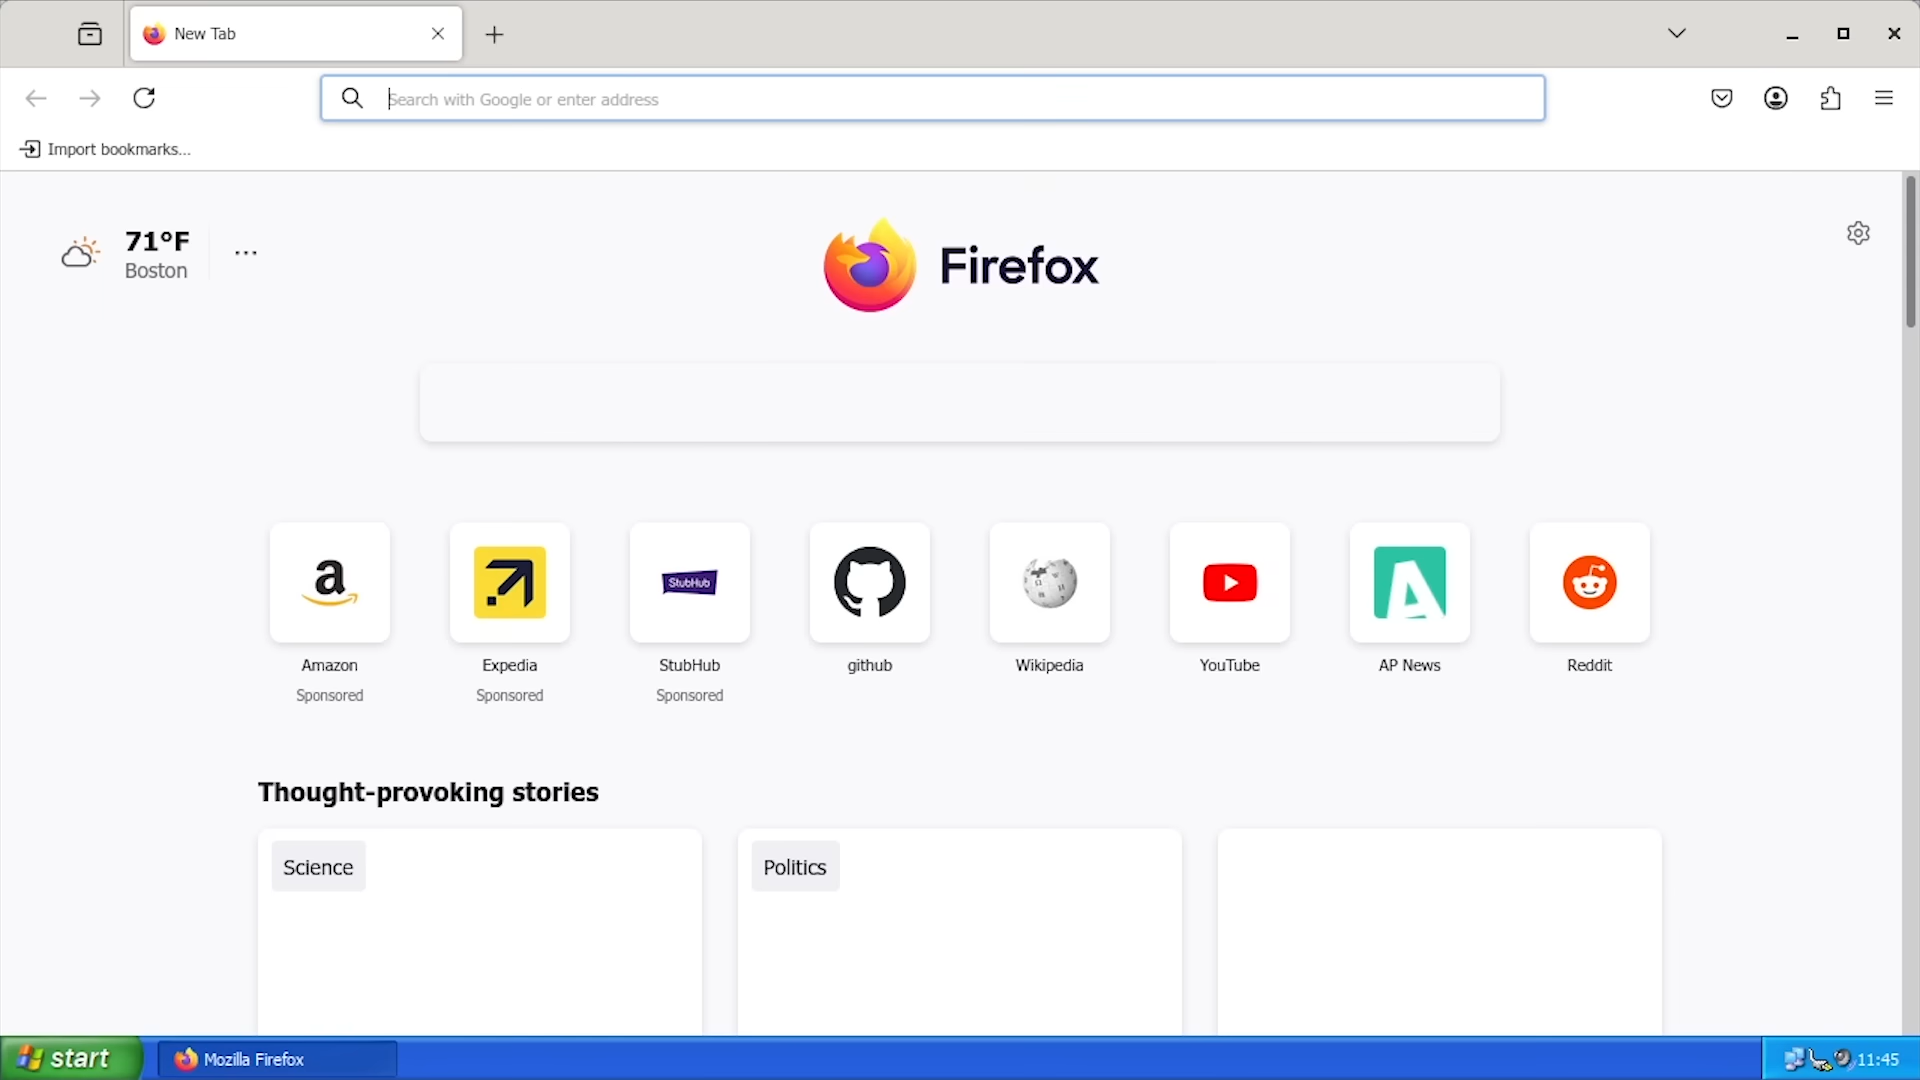 New Tab
Search with Google or enter address
Import bookmarks...
71°F
Boston
Firefox
Amazon
Sponsored
Expedia
Sponsored
StubHub
StubHub
Sponsored
github
Wikipedia
YouTube
AP News
Reddit
Thought-provoking stories
Science
Politics
start
Mozilla Firefox
11:45